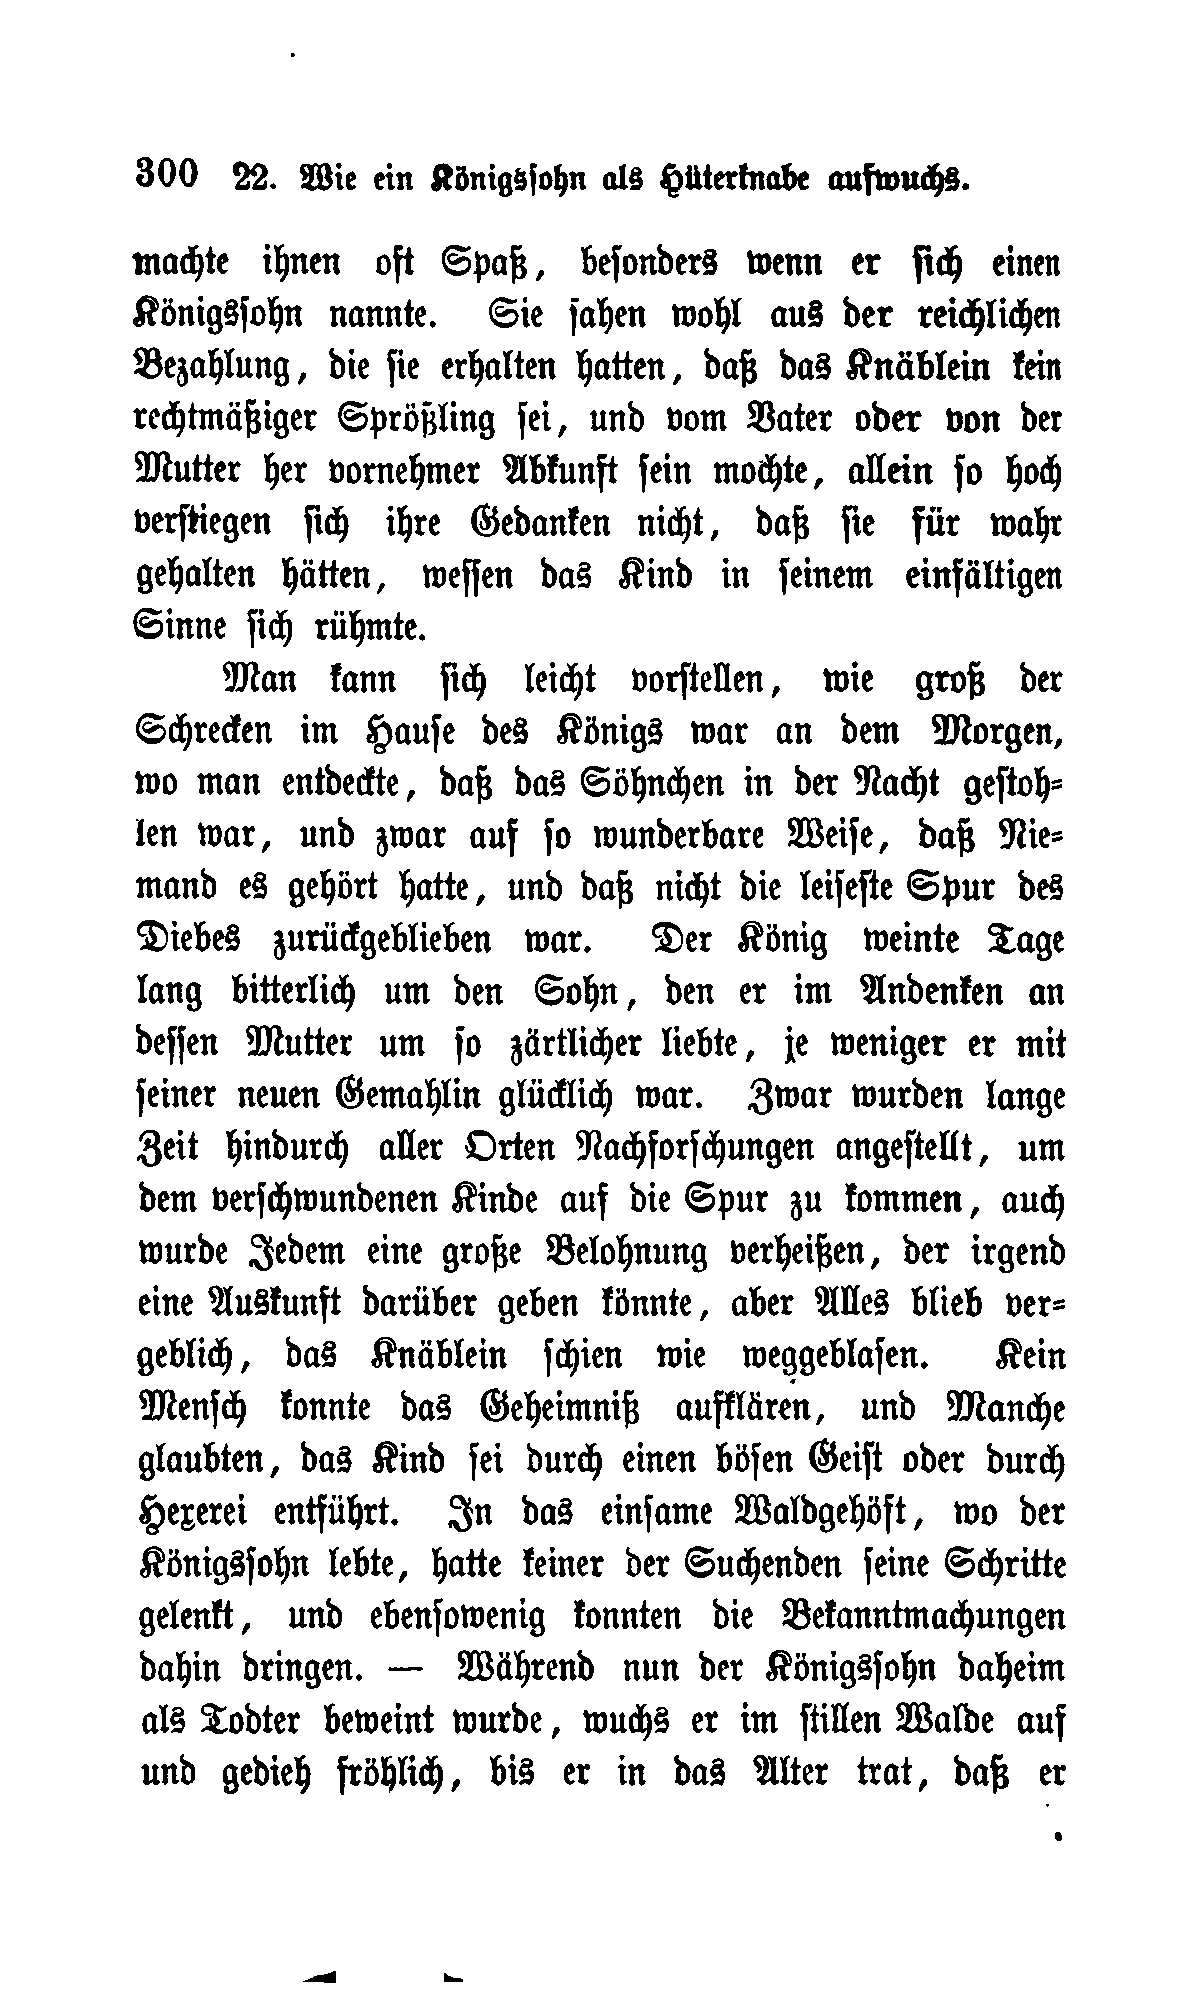 300 22. Wie ein Königssohn als Hüterknabe aufwuchs.
machte ihnen oft Spaß, besonders wenn er sich einen
Königssohn nannte. Sie sahen wohl aus der reichlichen
Bezahlung, die sie erhalten hatten, daß das Knäblein kein
rechtmäßiger Sprößling sei, und vom Vater oder von der
Mutter her vornehmer Abkunft sein mochte, allein so hoch
verstiegen sich ihre Gedanken nicht, daß sie für wahr
gehalten hätten, wessen das Kind in seinem einfältigen
Sinne sich rühmte.
Man kann sich leicht vorstellen, wie groß der
Schrecken im Hause des Königs war an dem Morgen,
wo man entdeckte, daß das Söhnchen in der Nacht gestoh-
len war, und zwar auf so wunderbare Weise, daß Nie-
mand es gehört hatte, und daß nicht die leiseste Spur des
Diebes zurückgeblieben war. Der König weinte Tage
lang bitterlich um den Sohn, den er im Andenken an
dessen Mutter um so zärtlicher liebte, je weniger er mit
seiner neuen Gemahlin glücklich war. Zwar wurden lange
Zeit hindurch aller Orten Nachforschungen angestellt, um
dem verschwundenen Kinde auf die Spur zu kommen, auch
wurde Jedem eine große Belohnung verheißen, der irgend
eine Auskunft darüber geben könnte, aber Alles blieb ver-
geblich, das Knäblein schien wie weggeblasen. Kein
Mensch konnte das Geheimniß aufklären, und Manche
glaubten, das Kind sei durch einen bösen Geist oder durch
Hexerei entführt. In das einsame Waldgehöft, wo der
Königssohn lebte, hatte keiner der Suchenden seine Schritte
gelenkt, und ebensowenig konnten die Bekanntmachungen
dahin dringen. — Während nun der Königssohn daheim
als Todter beweint wurde, wuchs er im stillen Walde auf
und gedieh fröhlich, bis er in das Alter trat, daß er